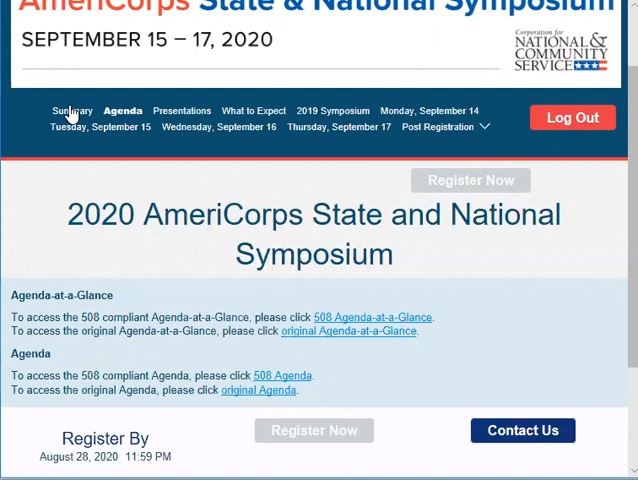 AmeriCorps State & National Symposium
SEPTEMBER 15 – 17, 2020
Corporation for
NATIONAL &
COMMUNITY
SERVICE
Summary Agenda Presentations What to Expect 2019 Symposium Monday, September 14
Tuesday, September 15 Wednesday, September 16 Thursday, September 17 Post Registration
Log Out
Register Now
2020 AmeriCorps State and National
Symposium
Agenda-at-a-Glance
To access the 508 compliant Agenda-at-a-Glance, please click 508 Agenda-at-a-Glance.
To access the original Agenda-at-a-Glance, please click original Agenda-at-a-Glance.
Agenda
To access the 508 compliant Agenda, please click 508 Agenda.
To access the original Agenda, please click original Agenda.
Register By
August 28, 2020 11:59 PM
Register Now
Contact Us